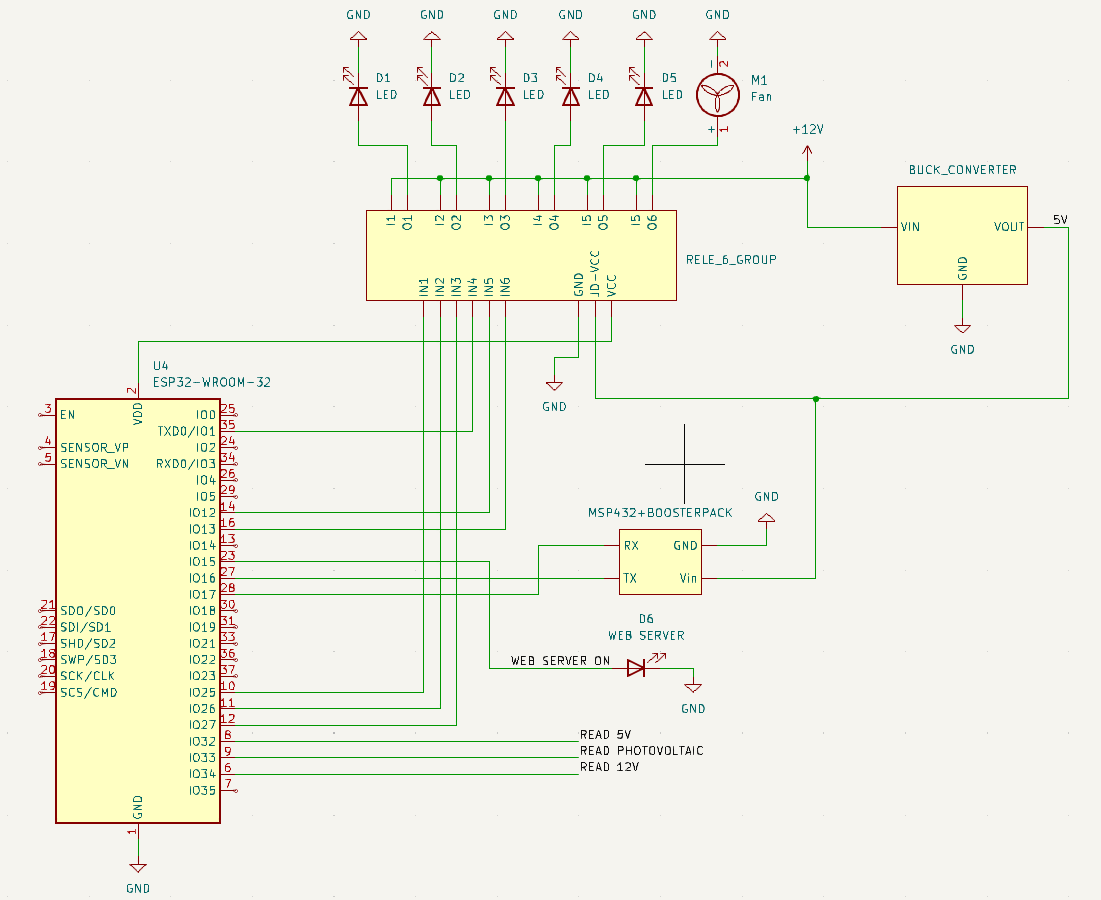 GND GND GND GND GND GND
D1 LED
D2 LED
D3 LED
D4 LED
D5 LED
− 2
M1
Fan
+ 1
+12V
BUCK_CONVERTER
VIN
VOUT
5V
GND
GND
I1 O1 I2 O2 I3 O3 I4 O4 I5 O5 I5 O6
RELE_6_GROUP
IN1 IN2 IN3 IN4 IN5 IN6 GND JD-VCC VCC
GND
U4
ESP32-WROOM-32
2
VDD
3 EN
4 SENSOR_VP
5 SENSOR_VN
21 SDO/SD0
22 SDI/SD1
17 SHD/SD2
18 SWP/SD3
20 SCK/CLK
19 SCS/CMD
IO0 25
TXD0/IO1 35
IO2 24
RXD0/IO3 34
IO4 26
IO5 29
IO12 14
IO13 16
IO14 13
IO15 23
IO16 27
IO17 28
IO18 30
IO19 31
IO21 33
IO22 36
IO23 37
IO25 10
IO26 11
IO27 12
IO32 8
IO33 9
IO34 6
IO35 7
GND
1
GND
MSP432+BOOSTERPACK
RX
GND
TX
Vin
GND
D6
WEB SERVER
WEB SERVER ON
GND
READ 5V
READ PHOTOVOLTAIC
READ 12V